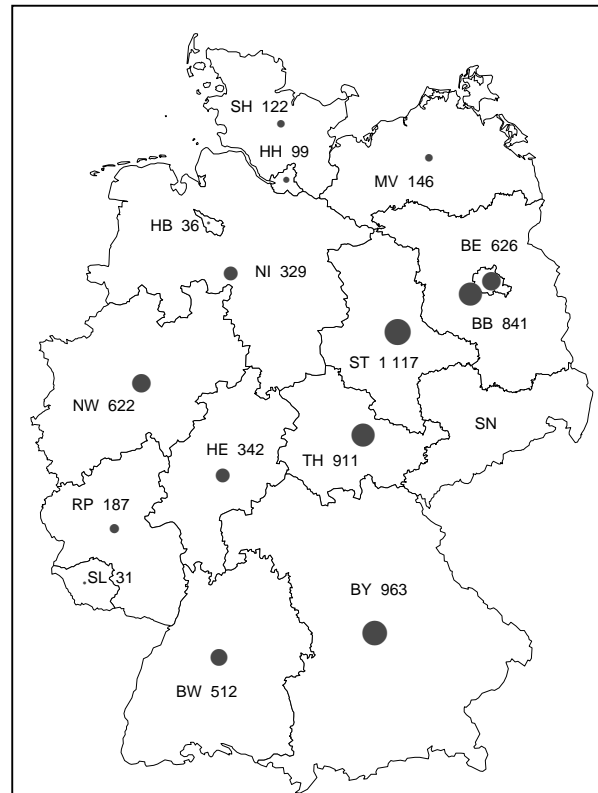 SH 122
HH 99
MV 146
HB 36
BE 626
NI 329
BB 841
ST 1 117
NW 622
SN
HE 342
TH 911
RP 187
SL 31
BY 963
BW 512